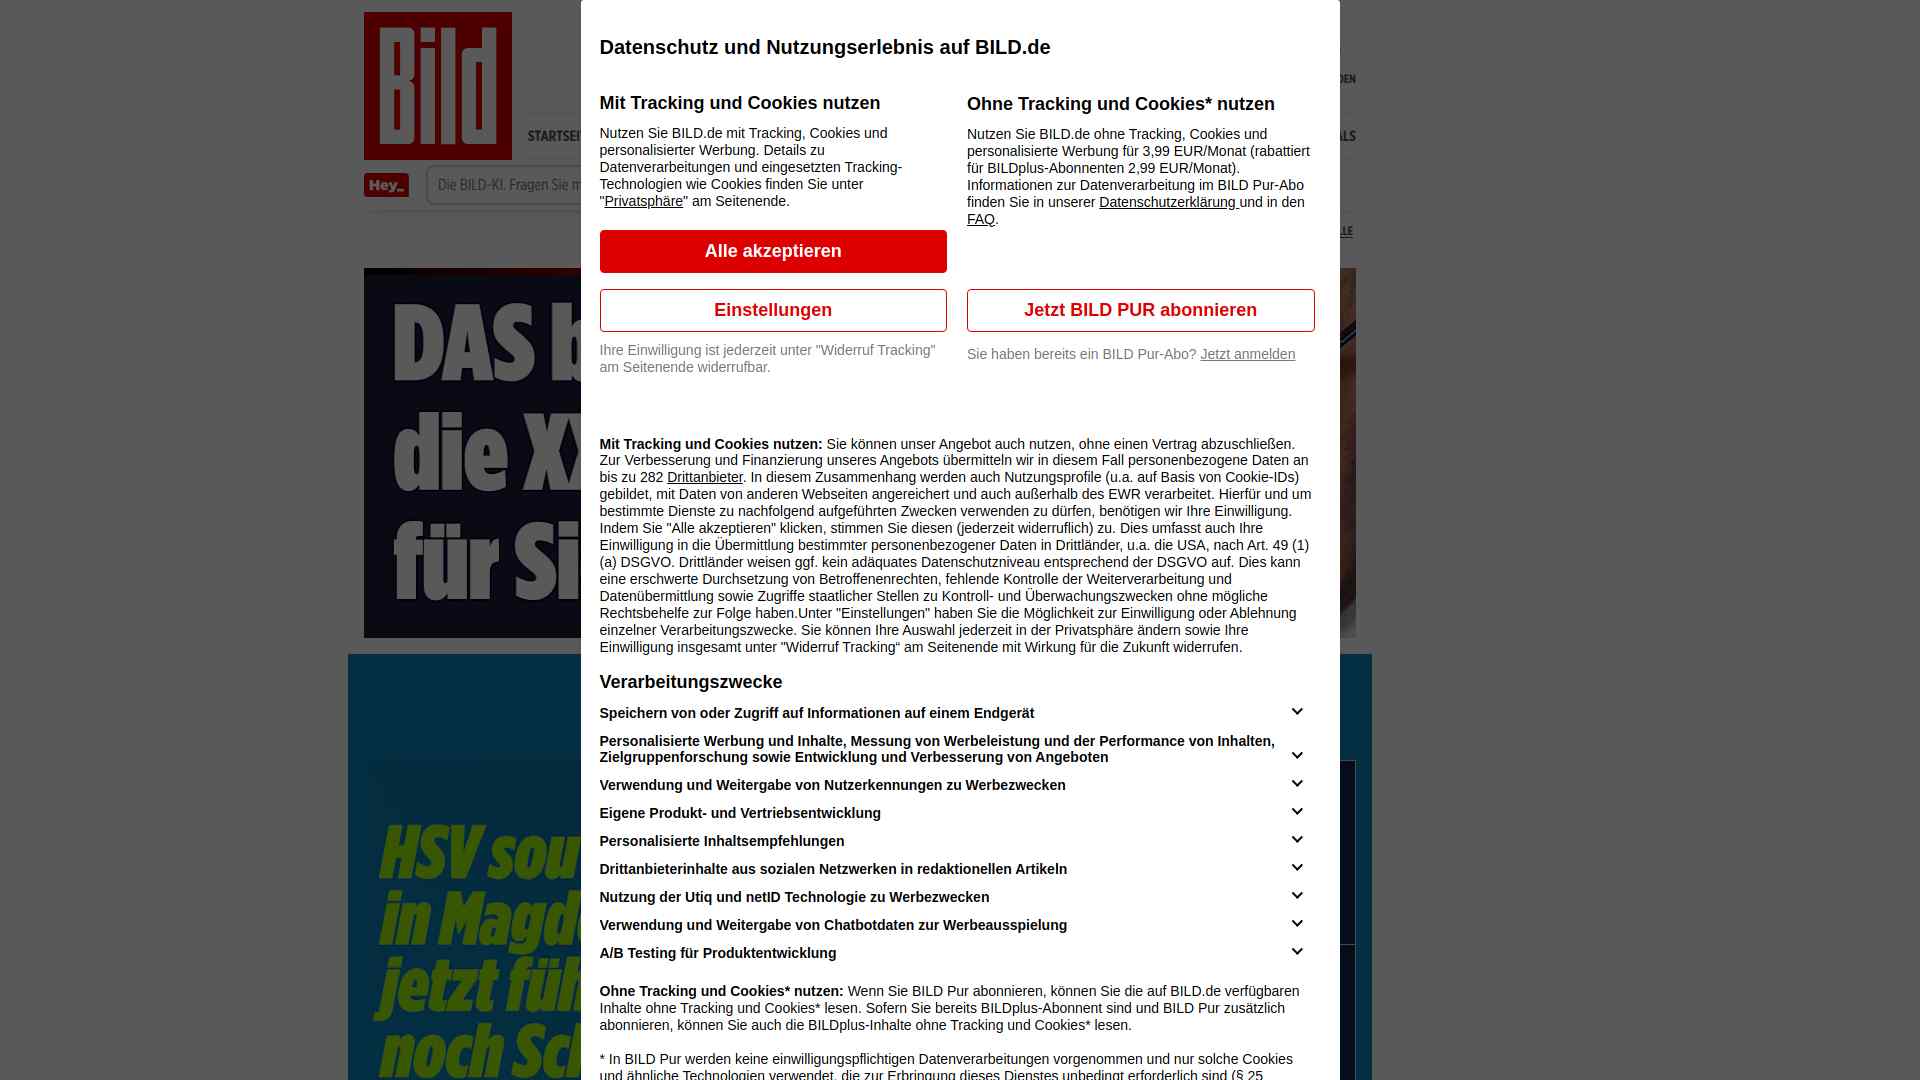 Bild
Datenschutz und Nutzungserlebnis auf BILD.de
Mit Tracking und Cookies nutzen
Nutzen Sie BILD.de mit Tracking, Cookies und
personalisierter Werbung. Details zu
Datenverarbeitungen und eingesetzten Tracking-
Technologien wie Cookies finden Sie unter
"Privatsphäre" am Seitenende.
Alle akzeptieren
Einstellungen
Ihre Einwilligung ist jederzeit unter "Widerruf Tracking"
am Seitenende widerrufbar.
Ohne Tracking und Cookies* nutzen
Nutzen Sie BILD.de ohne Tracking, Cookies und
personalisierte Werbung für 3,99 EUR/Monat (rabattiert
für BILDplus-Abonnenten 2,99 EUR/Monat).
Informationen zur Datenverarbeitung im BILD Pur-Abo
finden Sie in unserer Datenschutzerklärung und in den
FAQ.
Jetzt BILD PUR abonnieren
Sie haben bereits ein BILD Pur-Abo? Jetzt anmelden
Mit Tracking und Cookies nutzen: Sie können unser Angebot auch nutzen, ohne einen Vertrag abzuschließen.
Zur Verbesserung und Finanzierung unseres Angebots übermitteln wir in diesem Fall personenbezogene Daten an
bis zu 282 Drittanbieter. In diesem Zusammenhang werden auch Nutzungsprofile (u.a. auf Basis von Cookie-IDs)
gebildet, mit Daten von anderen Webseiten angereichert und auch außerhalb des EWR verarbeitet. Hierfür und um
bestimmte Dienste zu nachfolgend aufgeführten Zwecken verwenden zu dürfen, benötigen wir Ihre Einwilligung.
Indem Sie "Alle akzeptieren" klicken, stimmen Sie diesen (jederzeit widerruflich) zu. Dies umfasst auch Ihre
Einwilligung in die Übermittlung bestimmter personenbezogener Daten in Drittländer, u.a. die USA, nach Art. 49 (1)
(a) DSGVO. Drittländer weisen ggf. kein adäquates Datenschutzniveau entsprechend der DSGVO auf. Dies kann
eine erschwerte Durchsetzung von Betroffenenrechten, fehlende Kontrolle der Weiterverarbeitung und
Datenübermittlung sowie Zugriffe staatlicher Stellen zu Kontroll- und Überwachungszwecken ohne mögliche
Rechtsbehelfe zur Folge haben.Unter "Einstellungen" haben Sie die Möglichkeit zur Einwilligung oder Ablehnung
einzelner Verarbeitungszwecke. Sie können Ihre Auswahl jederzeit in der Privatsphäre ändern sowie Ihre
Einwilligung insgesamt unter "Widerruf Tracking“ am Seitenende mit Wirkung für die Zukunft widerrufen.
Verarbeitungszwecke
Speichern von oder Zugriff auf Informationen auf einem Endgerät
Personalisierte Werbung und Inhalte, Messung von Werbeleistung und der Performance von Inhalten,
Zielgruppenforschung sowie Entwicklung und Verbesserung von Angeboten
Verwendung und Weitergabe von Nutzerkennungen zu Werbezwecken
Eigene Produkt- und Vertriebsentwicklung
Personalisierte Inhaltsempfehlungen
Drittanbieterinhalte aus sozialen Netzwerken in redaktionellen Artikeln
Nutzung der Utiq und netID Technologie zu Werbezwecken
Verwendung und Weitergabe von Chatbotdaten zur Werbeausspielung
A/B Testing für Produktentwicklung
Ohne Tracking und Cookies* nutzen: Wenn Sie BILD Pur abonnieren, können Sie die auf BILD.de verfügbaren
Inhalte ohne Tracking und Cookies* lesen. Sofern Sie bereits BILDplus-Abonnent sind und BILD Pur zusätzlich
abonnieren, können Sie auch die BILDplus-Inhalte ohne Tracking und Cookies* lesen.
* In BILD Pur werden keine einwilligungspflichtigen Datenverarbeitungen vorgenommen und nur solche Cookies
und ähnliche Technologien verwendet, die zur Erbringung dieses Dienstes unbedingt erforderlich sind (§ 25
Hey_
Die BILD-KI. Fragen Sie
DAS
die
für
HSV
in
jetzt
noch